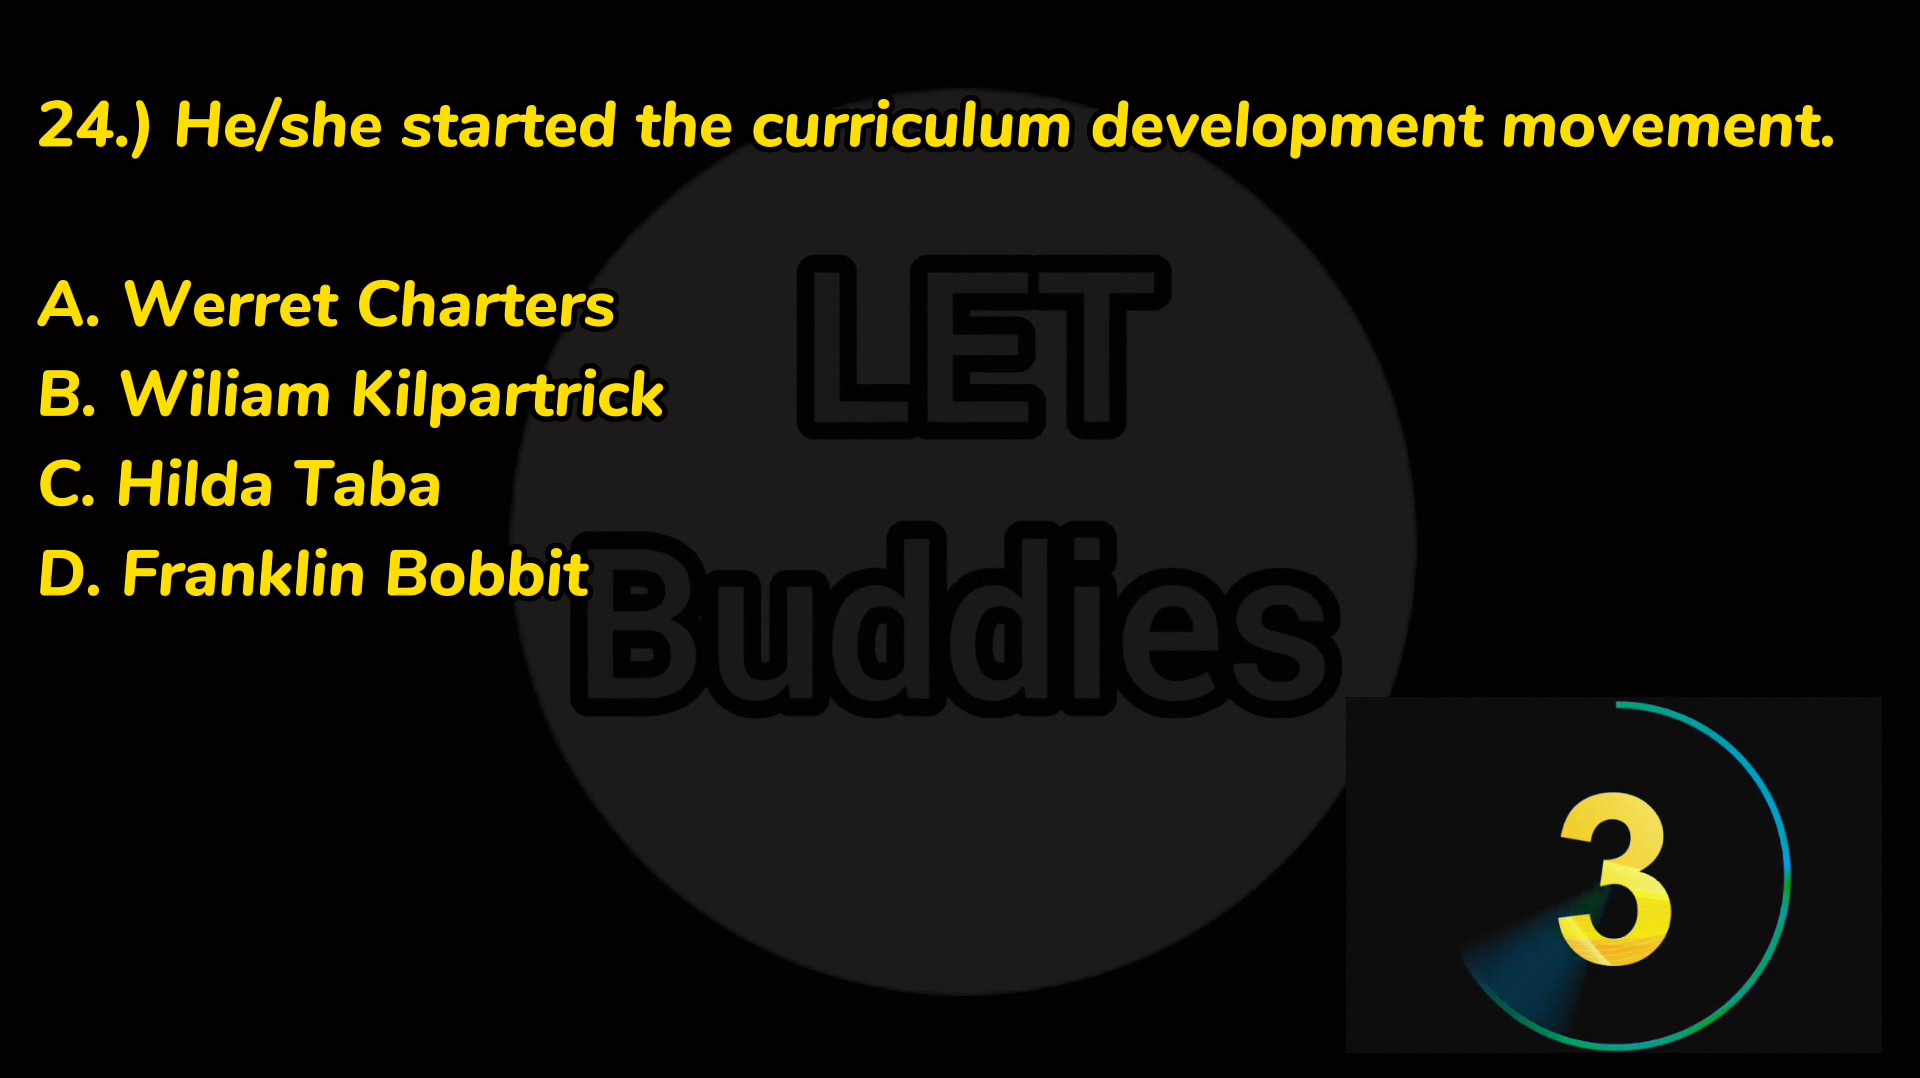 24.) He/she started the curriculum development movement.
A. Werret Charters
B. Wiliam Kilpartrick
C. Hilda Taba
D. Franklin Bobbit
LET
Buddies
3